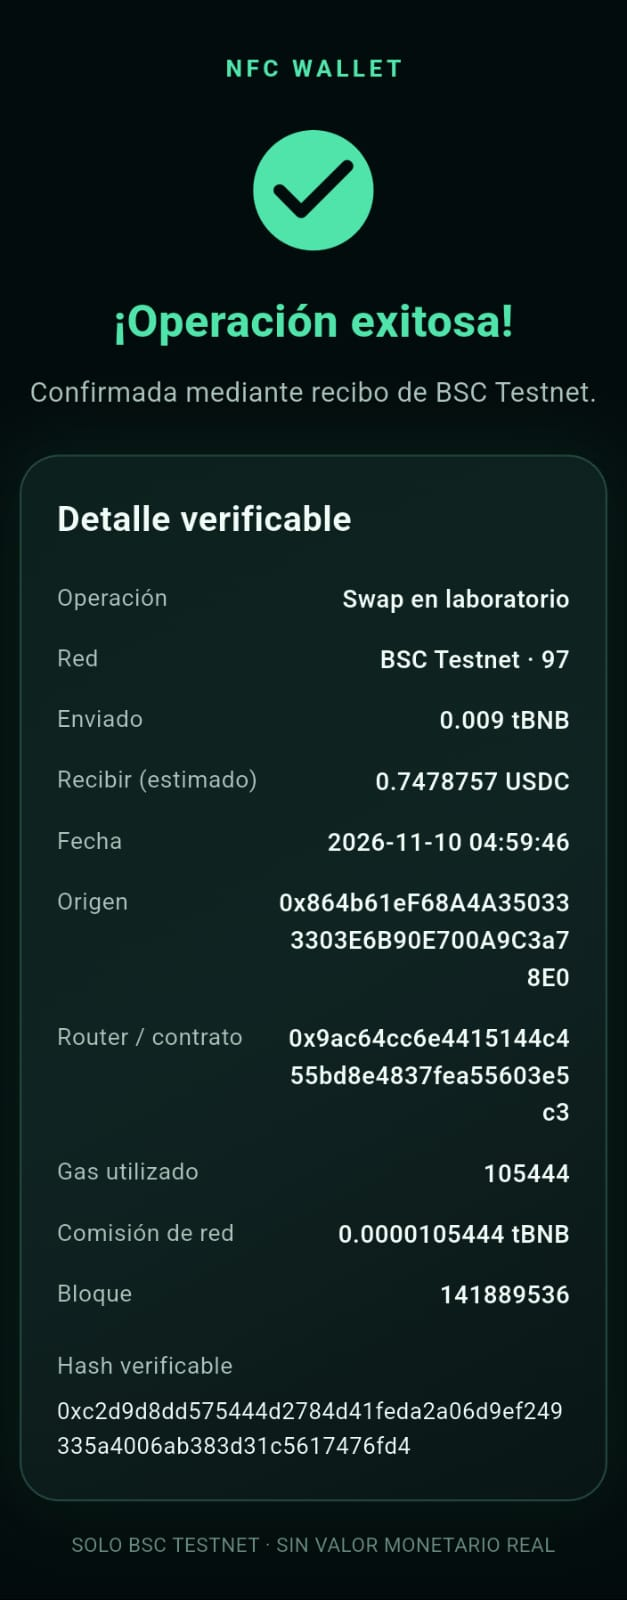 NFC WALLET
¡Operación exitosa!
Confirmada mediante recibo de BSC Testnet.
Detalle verificable
Operación Swap en laboratorio
Red BSC Testnet · 97
Enviado 0.009 tBNB
Recibir (estimado) 0.7478757 USDC
Fecha 2026-11-10 04:59:46
Origen 0x864b61eF68A4A35033
3303E6B90E700A9C3a7
8E0
Router / contrato 0x9ac64cc6e4415144c4
55bd8e4837fea55603e5
c3
Gas utilizado 105444
Comisión de red 0.0000105444 tBNB
Bloque 141889536
Hash verificable
0xc2d9d8dd575444d2784d41feda2a06d9ef249
335a4006ab383d31c5617476fd4
SOLO BSC TESTNET · SIN VALOR MONETARIO REAL